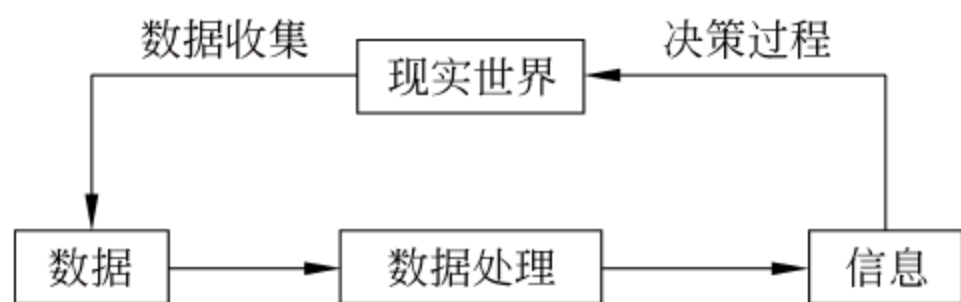 数据收集
决策过程
现实世界
数据
数据处理
信息